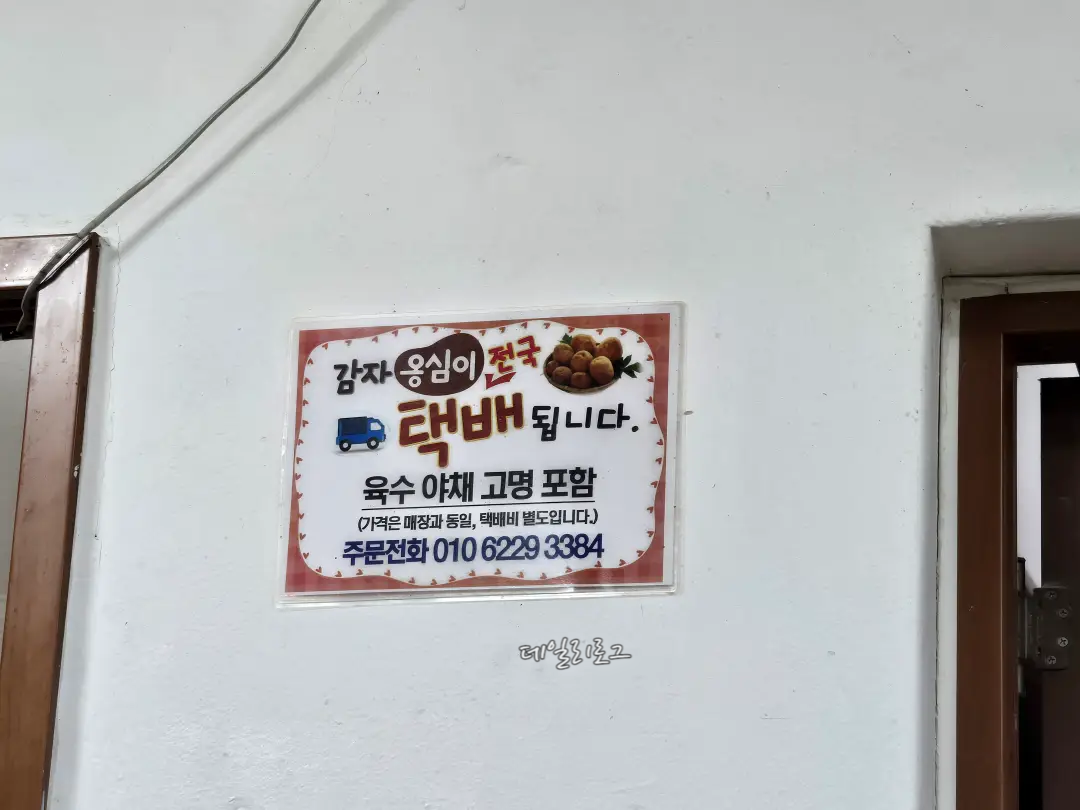 감자 옹심이 전국
택배 됩니다.
육수 야채 고명 포함
(가격은 매장과 동일, 택배비 별도입니다.)
주문전화 010 6229 3384
데일리로그